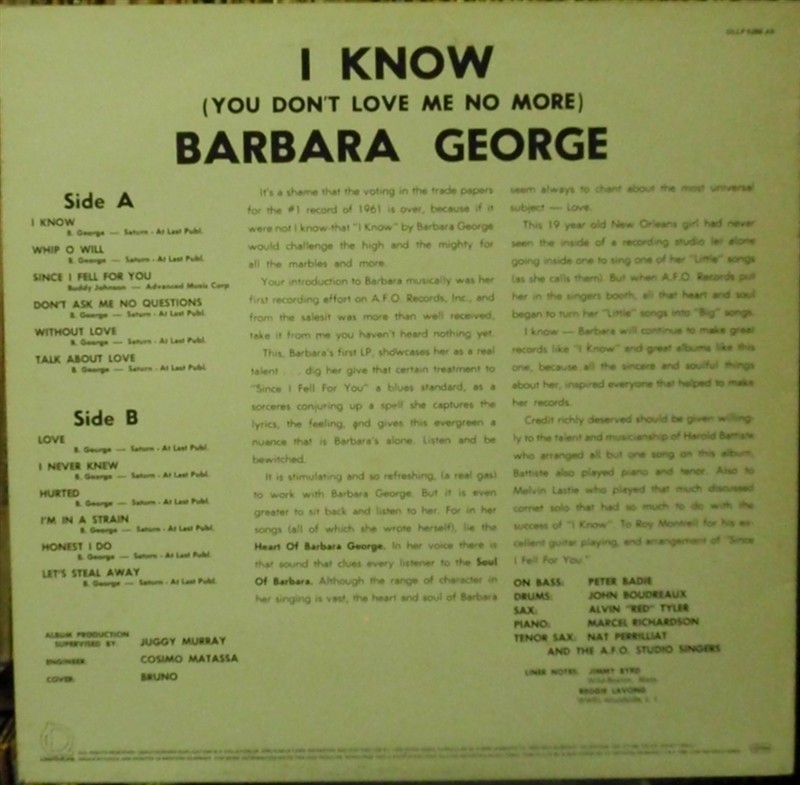 I KNOW
(YOU DON'T LOVE ME NO MORE)
BARBARA GEORGE
Side A
I KNOW
B. George — Saturn - At Last Publ.
WHIP O WILL
B. George — Saturn - At Last Publ.
SINCE I FELL FOR YOU
Buddy Johnson — Advanced Music Corp
DON'T ASK ME NO QUESTIONS
B. George — Saturn - At Last Publ.
WITHOUT LOVE
B. George — Saturn - At Last Publ.
TALK ABOUT LOVE
B. George — Saturn - At Last Publ.
Side B
LOVE
B. George — Saturn - At Last Publ.
I NEVER KNEW
B. George — Saturn - At Last Publ.
HURTED
B. George — Saturn - At Last Publ.
I'M IN A STRAIN
B. George — Saturn - At Last Publ.
HONEST I DO
B. George — Saturn - At Last Publ.
LET'S STEAL AWAY
B. George — Saturn - At Last Publ.
ALBUM PRODUCTION
SUPERVISED BY: JUGGY MURRAY
ENGINEER: COSIMO MATASSA
COVER: BRUNO
It's a shame that the voting in the trade papers
for the #1 record of 1961 is over, because if it
were not I know that "I Know" by Barbara George
would challenge the high and the mighty for
all the marbles and more.
Your introduction to Barbara musically was her
first recording effort on A.F.O. Records, Inc., and
from the salesit was more than well received,
take it from me you haven't heard nothing yet.
This, Barbara's first LP, showcases her as a real
talent . . . dig her give that certain treatment to
"Since I Fell For You" a blues standard, as a
sorceres conjuring up a spell she captures the
lyrics, the feeling, and gives this evergreen a
nuance that is Barbara's alone. Listen and be
bewitched.
It is stimulating and so refreshing, (a real gas)
to work with Barbara George. But it is even
greater to sit back and listen to her. For in her
songs (all of which she wrote herself), lie the
Heart Of Barbara George. In her voice there is
that sound that clues every listener to the Soul
Of Barbara. Although the range of character in
her singing is vast, the heart and soul of Barbara
seem always to chant about the most universal
subject — Love.
This 19 year old New Orleans girl had never
seen the inside of a recording studio let alone
going inside one to sing one of her "Little" songs
(as she calls them). But when A.F.O. Records put
her in the singers booth, all that heart and soul
began to turn her "Little" songs into "Big" songs.
I know — Barbara will continue to make great
records like "I Know" and great albums like this
one, because all the sincere and soulful things
about her, inspired everyone that helped to make
her records.
Credit richly deserved should be given willing-
ly to the talent and musicianship of Harold Battiste
who arranged all but one song on this album.
Battiste also played piano and tenor. Also to
Melvin Lastie who played that much discussed
cornet solo that had so much to do with the
success of "I Know". To Roy Montrell for his ex-
cellent guitar playing, and arrangement of "Since
I Fell For You."
ON BASS: PETER BADIE
DRUMS: JOHN BOUDREAUX
SAX: ALVIN "RED" TYLER
PIANO: MARCEL RICHARDSON
TENOR SAX: NAT PERRILLIAT
AND THE A.F.O. STUDIO SINGERS
LINER NOTES: JIMMY BYRD
REGGIE LAVONG